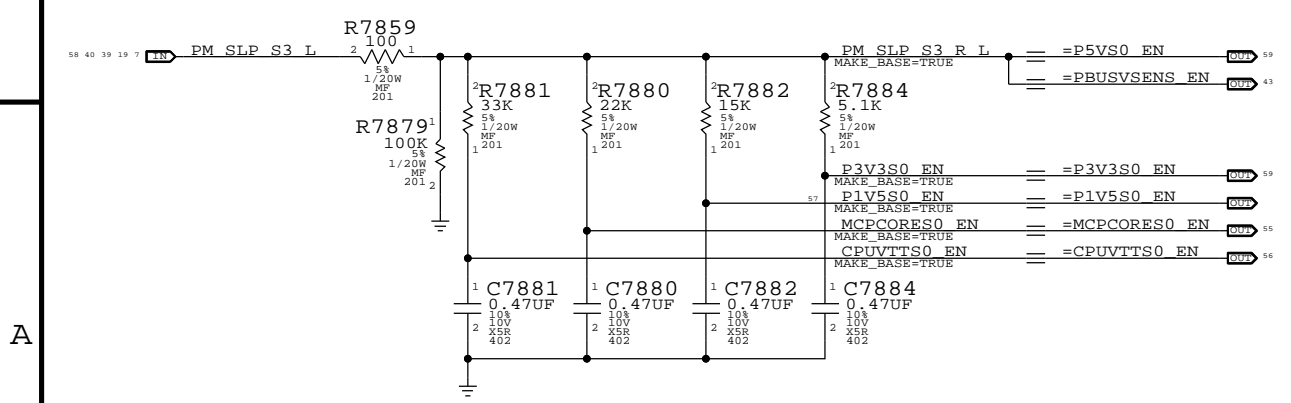 R7859
100
58 40 39 19 7 IN PM_SLP_S3_L 2 1
5%
1/20W
MF
201
PM_SLP_S3_R_L =P5VS0_EN OUT 59
MAKE_BASE=TRUE
=PBUSVSENS_EN OUT 43
2 R7881
33K
5%
1/20W
MF
201
1
2 R7880
22K
5%
1/20W
MF
201
1
2 R7882
15K
5%
1/20W
MF
201
1
2 R7884
5.1K
5%
1/20W
MF
201
1
R7879 1
100K
5%
1/20W
MF
201 2
P3V3S0_EN =P3V3S0_EN OUT 59
MAKE_BASE=TRUE
57 P1V5S0_EN =P1V5S0_EN OUT
MAKE_BASE=TRUE
MCPCORES0_EN =MCPCORES0_EN OUT 55
MAKE_BASE=TRUE
CPUVTTS0_EN =CPUVTTS0_EN OUT 56
MAKE_BASE=TRUE
1 C7881
0.47UF
10%
10V
2 X5R
402
1 C7880
0.47UF
10%
10V
2 X5R
402
1 C7882
0.47UF
10%
10V
2 X5R
402
1 C7884
0.47UF
10%
10V
2 X5R
402
A